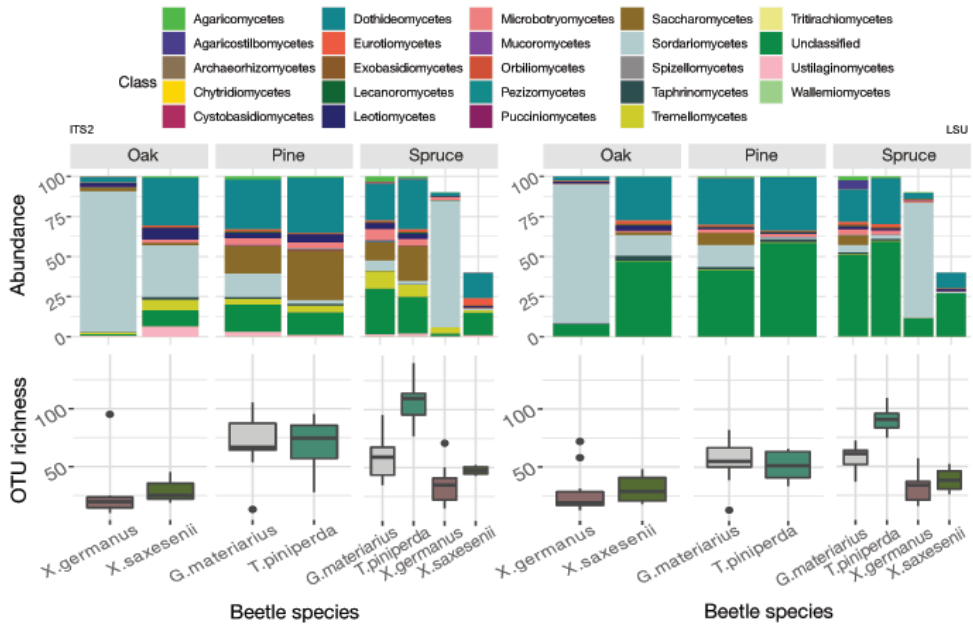 Class
Agaricomycetes
Agaricostilbomycetes
Archaeorhizomycetes
Chytridiomycetes
Cystobasidiomycetes
Dothideomycetes
Eurotiomycetes
Exobasidiomycetes
Lecanoromycetes
Leotiomycetes
Microbotryomycetes
Mucoromycetes
Orbiliomycetes
Pezizomycetes
Pucciniomycetes
Saccharomycetes
Sordariomycetes
Spizellomycetes
Taphrinomycetes
Tremellomycetes
Tritirachiomycetes
Unclassified
Ustilaginomycetes
Wallemiomycetes
ITS2
LSU
Oak Pine Spruce Oak Pine Spruce
Abundance
100
75
50
25
0
100
75
50
25
0
OTU richness
100
50
100
50
X.germanus X.saxesenii G.materiarius T.piniperda G.materiarius T.piniperda X.germanus X.saxesenii
X.germanus X.saxesenii G.materiarius T.piniperda G.materiarius T.piniperda X.germanus X.saxesenii
Beetle species Beetle species